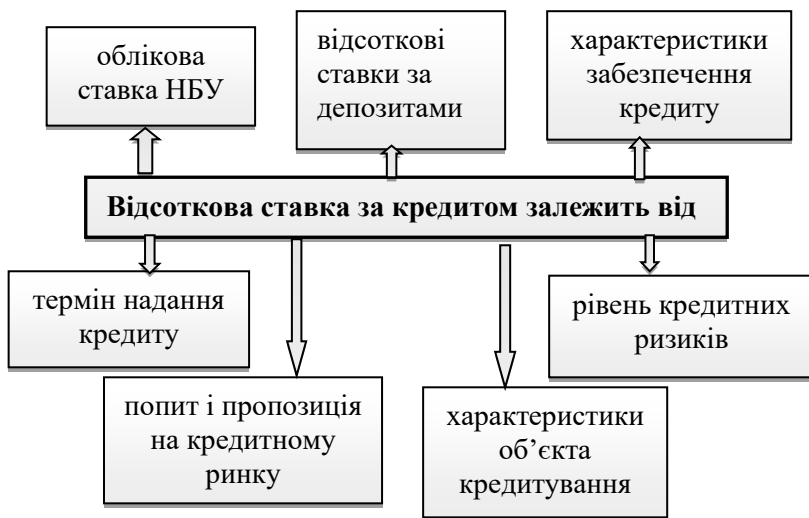 облікова
ставка НБУ
відсоткові
ставки за
депозитами
характеристики
забезпечення
кредиту
Відсоткова ставка за кредитом залежить від
термін надання
кредиту
попит і пропозиція
на кредитному
ринку
характеристики
об’єкта
кредитування
рівень кредитних
ризиків